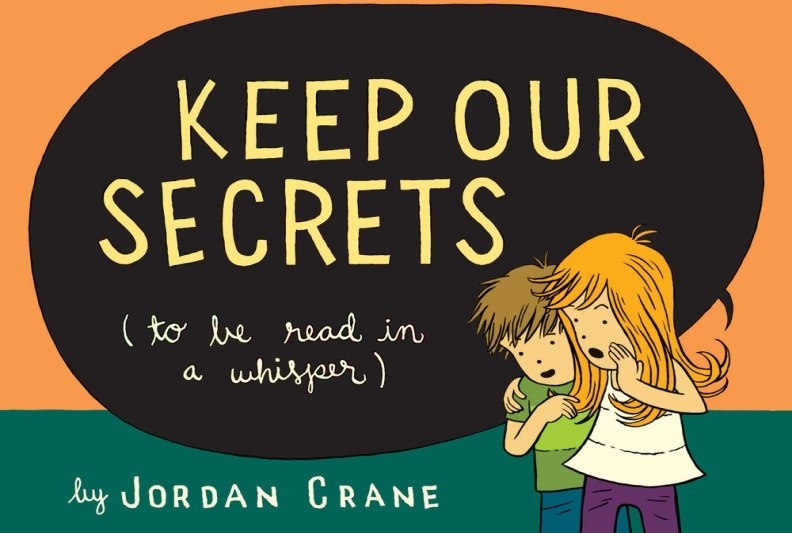 KEEP OUR
SECRETS
(to be read in
a whisper)
by JORDAN CRANE